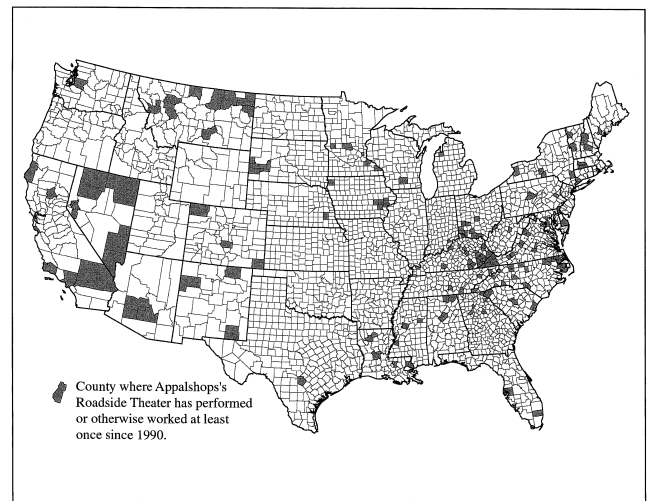 County where Appalshops's
Roadside Theater has performed
or otherwise worked at least
once since 1990.